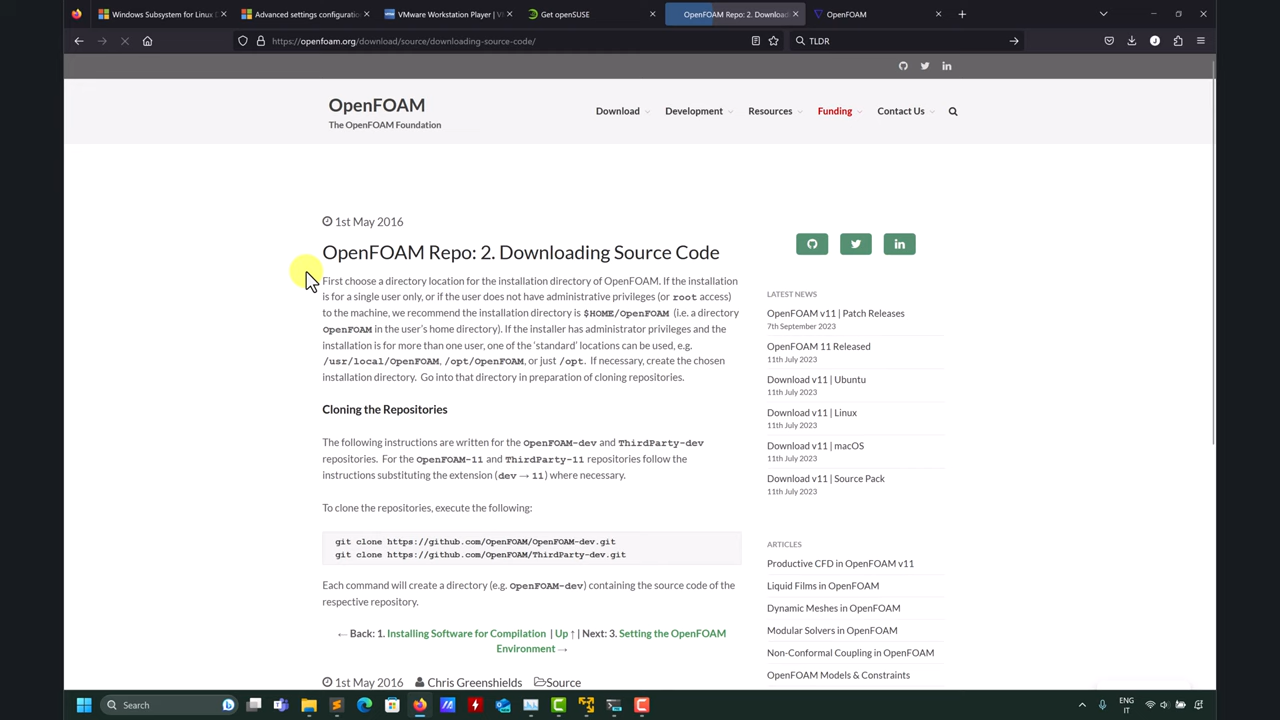 Windows Subsystem for Linux D
Advanced settings configuratio
VMware Workstation Player | VM
Get openSUSE
OpenFOAM Repo: 2. Download
OpenFOAM
https://openfoam.org/download/source/downloading-source-code/
TLDR
OpenFOAM
The OpenFOAM Foundation
Download
Development
Resources
Funding
Contact Us
1st May 2016
OpenFOAM Repo: 2. Downloading Source Code
First choose a directory location for the installation directory of OpenFOAM. If the installation
is for a single user only, or if the user does not have administrative privileges (or root access)
to the machine, we recommend the installation directory is $HOME/OpenFOAM (i.e. a directory
OpenFOAM in the user's home directory). If the installer has administrator privileges and the
installation is for more than one user, one of the 'standard' locations can be used, e.g.
/usr/local/OpenFOAM, /opt/OpenFOAM, or just /opt. If necessary, create the chosen
installation directory. Go into that directory in preparation of cloning repositories.
Cloning the Repositories
The following instructions are written for the OpenFOAM-dev and ThirdParty-dev
repositories. For the OpenFOAM-11 and ThirdParty-11 repositories follow the
instructions substituting the extension (dev → 11) where necessary.
To clone the repositories, execute the following:
git clone https://github.com/OpenFOAM/OpenFOAM-dev.git
git clone https://github.com/OpenFOAM/ThirdParty-dev.git
Each command will create a directory (e.g. OpenFOAM-dev) containing the source code of the
respective repository.
← Back: 1. Installing Software for Compilation | Up ↑ | Next: 3. Setting the OpenFOAM
Environment →
1st May 2016 Chris Greenshields Source
LATEST NEWS
OpenFOAM v11 | Patch Releases
7th September 2023
OpenFOAM 11 Released
11th July 2023
Download v11 | Ubuntu
11th July 2023
Download v11 | Linux
11th July 2023
Download v11 | macOS
11th July 2023
Download v11 | Source Pack
11th July 2023
ARTICLES
Productive CFD in OpenFOAM v11
Liquid Films in OpenFOAM
Dynamic Meshes in OpenFOAM
Modular Solvers in OpenFOAM
Non-Conformal Coupling in OpenFOAM
OpenFOAM Models & Constraints
Search
ENG
IT